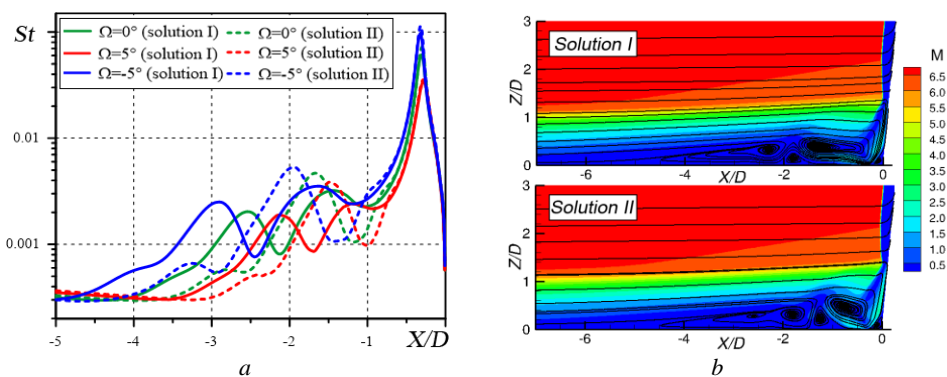 St
Ω=0° (solution I)
Ω=0° (solution II)
Ω=5° (solution I)
Ω=5° (solution II)
Ω=-5° (solution I)
Ω=-5° (solution II)
0.01
0.001
-5
-4
-3
-2
-1
X/D
a
3
Solution I
Z/D
2
1
0
-6
-4
-2
0
X/D
3
Solution II
Z/D
2
1
0
-6
-4
-2
0
X/D
M
6.5
6.0
5.5
5.0
4.5
4.0
3.5
3.0
2.5
2.0
1.5
1.0
0.5
b